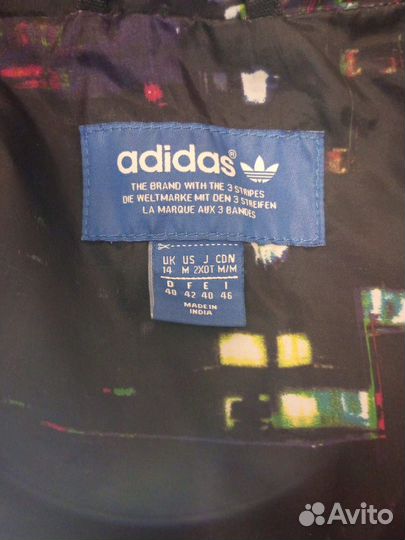 adidas®
THE BRAND WITH THE 3 STRIPES
DIE WELTMARKE MIT DEN 3 STREIFEN
LA MARQUE AUX 3 BANDES
UK US J CDN
14 M 2XOT M/M
D F E I
40 42 40 46
MADE IN
INDIA
Avito